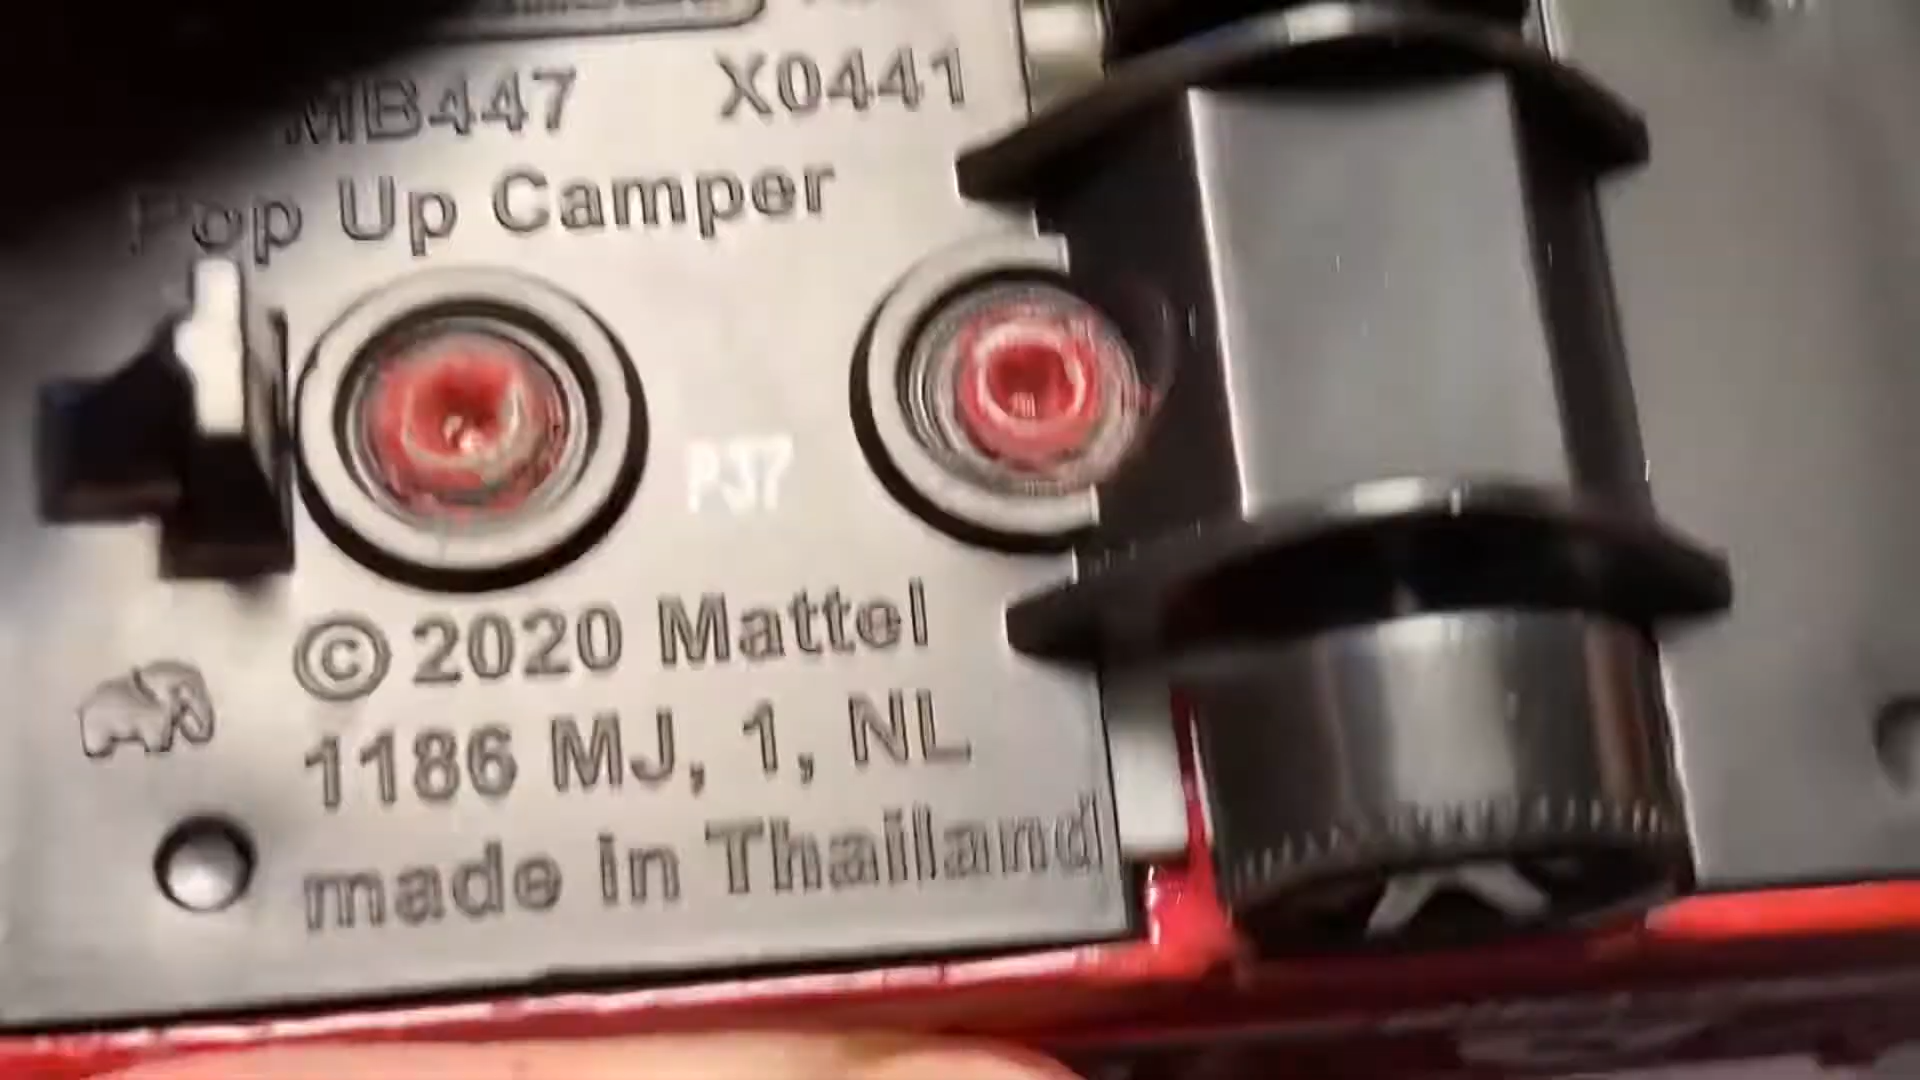 MB447 X0441
Pop Up Camper
P37
© 2020 Mattel
1186 MJ, 1, NL
made in Thailand